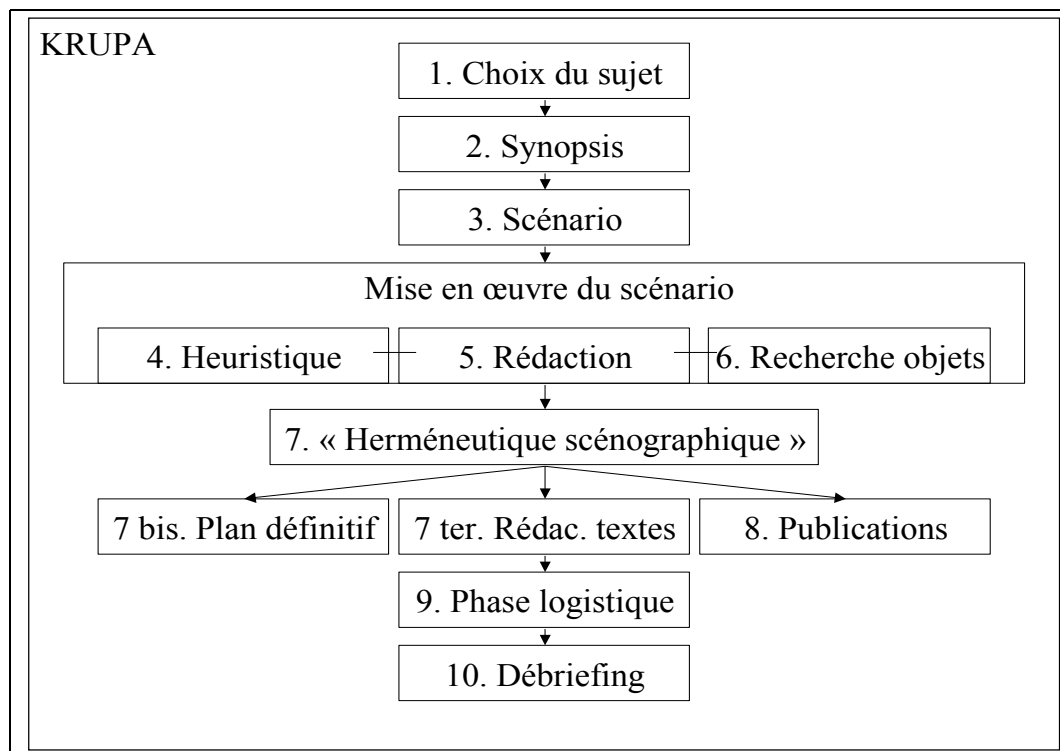 KRUPA
1. Choix du sujet
2. Synopsis
3. Scénario
Mise en œuvre du scénario
4. Heuristique
5. Rédaction
6. Recherche objets
7. « Herméneutique scénographique »
7 bis. Plan définitif
7 ter. Rédac. textes
8. Publications
9. Phase logistique
10. Débriefing